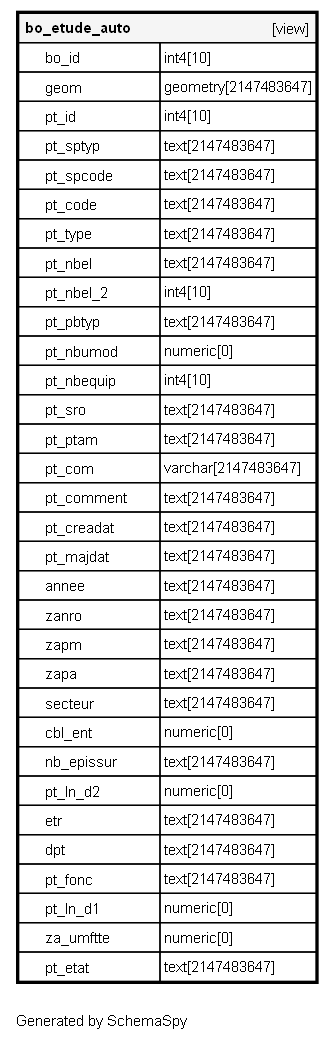 bo_etude_auto [view]
bo_id int4[10]
geom geometry[2147483647]
pt_id int4[10]
pt_sptyp text[2147483647]
pt_spcode text[2147483647]
pt_code text[2147483647]
pt_type text[2147483647]
pt_nbel text[2147483647]
pt_nbel_2 int4[10]
pt_pbtyp text[2147483647]
pt_nbumod numeric[0]
pt_nbequip int4[10]
pt_sro text[2147483647]
pt_ptam text[2147483647]
pt_com varchar[2147483647]
pt_comment text[2147483647]
pt_creadat text[2147483647]
pt_majdat text[2147483647]
annee text[2147483647]
zanro text[2147483647]
zapm text[2147483647]
zapa text[2147483647]
secteur text[2147483647]
cbl_ent numeric[0]
nb_epissur text[2147483647]
pt_ln_d2 numeric[0]
etr text[2147483647]
dpt text[2147483647]
pt_fonc text[2147483647]
pt_ln_d1 numeric[0]
za_umftte numeric[0]
pt_etat text[2147483647]
Generated by SchemaSpy